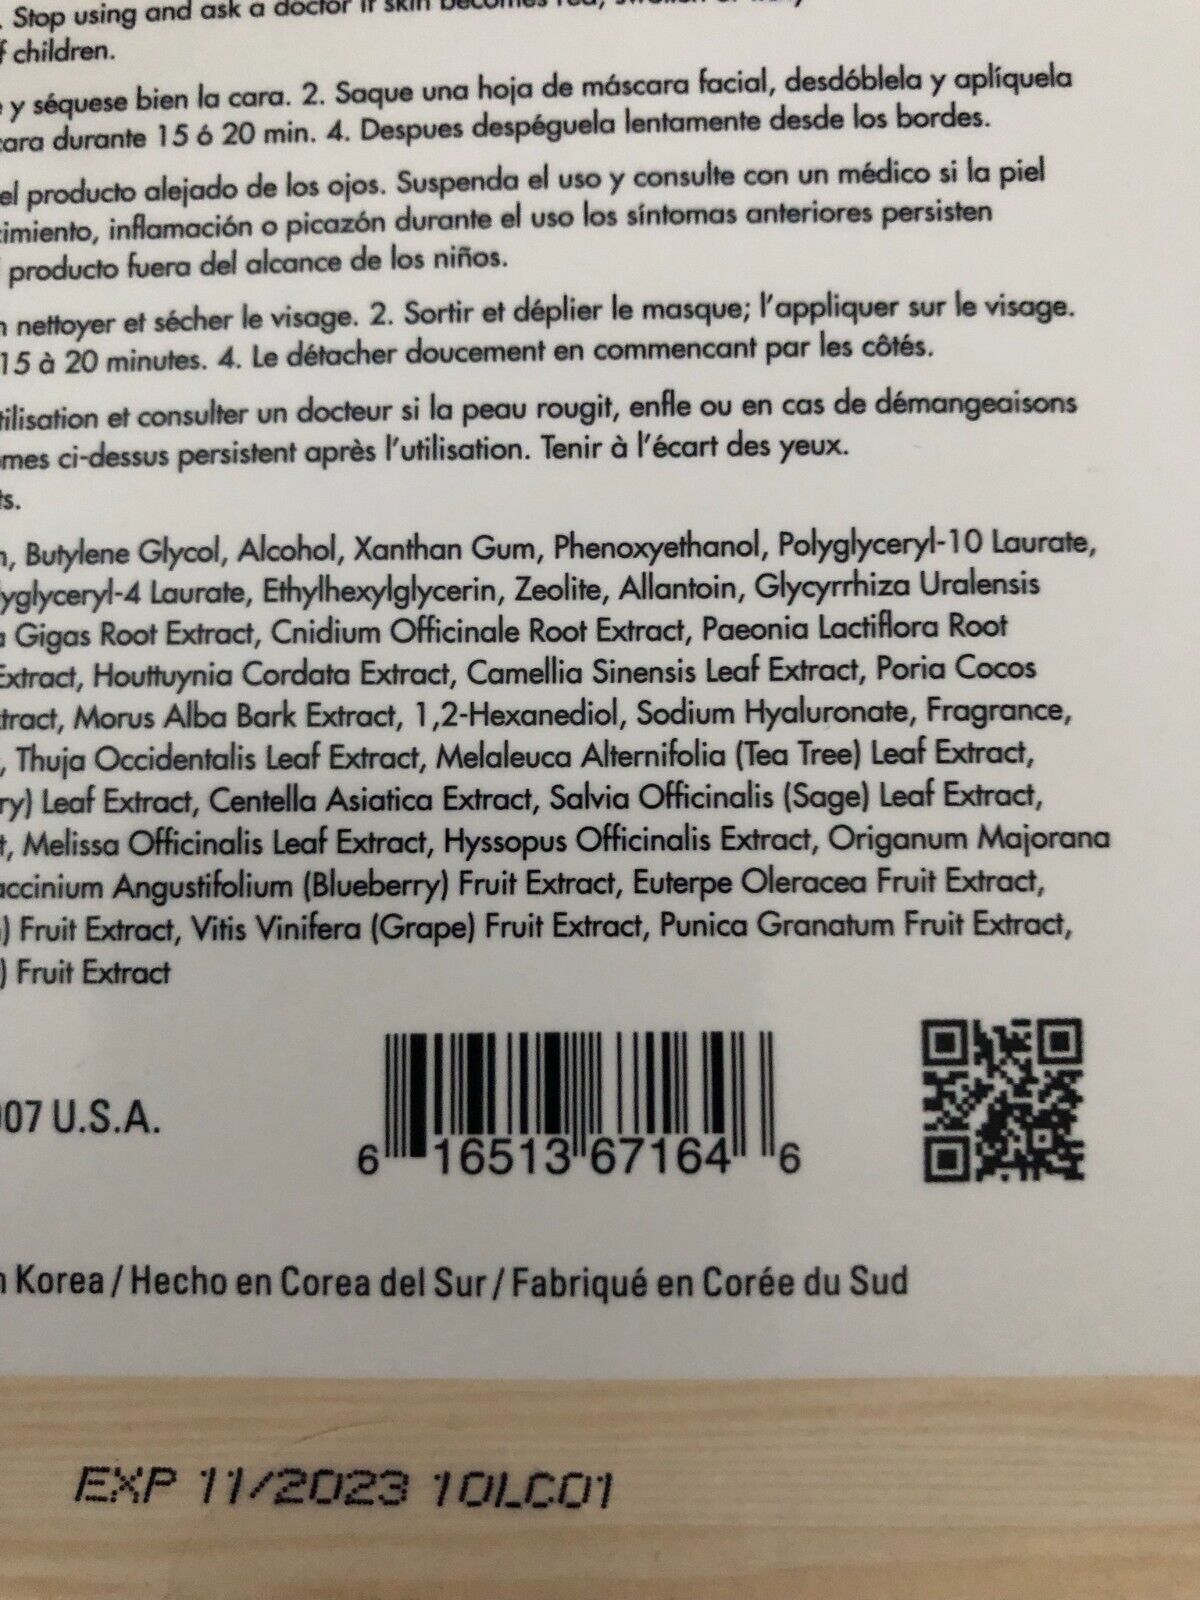 . Stop using and ask a doctor if skin becomes red, swollen or itchy
f children.
e y séquese bien la cara. 2. Saque una hoja de máscara facial, desdóblela y aplíquela
cara durante 15 ó 20 min. 4. Despues despéguela lentamente desde los bordes.
el producto alejado de los ojos. Suspenda el uso y consulte con un médico si la piel
cimiento, inflamación o picazón durante el uso los síntomas anteriores persisten
producto fuera del alcance de los niños.
n nettoyer et sécher le visage. 2. Sortir et déplier le masque; l'appliquer sur le visage.
15 à 20 minutes. 4. Le détacher doucement en commencant par les côtés.
tilisation et consulter un docteur si la peau rougit, enfle ou en cas de démangeaisons
mes ci-dessus persistent après l'utilisation. Tenir à l'écart des yeux.
ts.
n, Butylene Glycol, Alcohol, Xanthan Gum, Phenoxyethanol, Polyglyceryl-10 Laurate,
yglyceryl-4 Laurate, Ethylhexylglycerin, Zeolite, Allantoin, Glycyrrhiza Uralensis
a Gigas Root Extract, Cnidium Officinale Root Extract, Paeonia Lactiflora Root
Extract, Houttuynia Cordata Extract, Camellia Sinensis Leaf Extract, Poria Cocos
tract, Morus Alba Bark Extract, 1,2-Hexanediol, Sodium Hyaluronate, Fragrance,
, Thuja Occidentalis Leaf Extract, Melaleuca Alternifolia (Tea Tree) Leaf Extract,
ry) Leaf Extract, Centella Asiatica Extract, Salvia Officinalis (Sage) Leaf Extract,
t, Melissa Officinalis Leaf Extract, Hyssopus Officinalis Extract, Origanum Majorana
accinium Angustifolium (Blueberry) Fruit Extract, Euterpe Oleracea Fruit Extract,
) Fruit Extract, Vitis Vinifera (Grape) Fruit Extract, Punica Granatum Fruit Extract,
) Fruit Extract
007 U.S.A.
6 16513 67164 6
n Korea / Hecho en Corea del Sur / Fabriqué en Corée du Sud
EXP 11/2023 10LC01